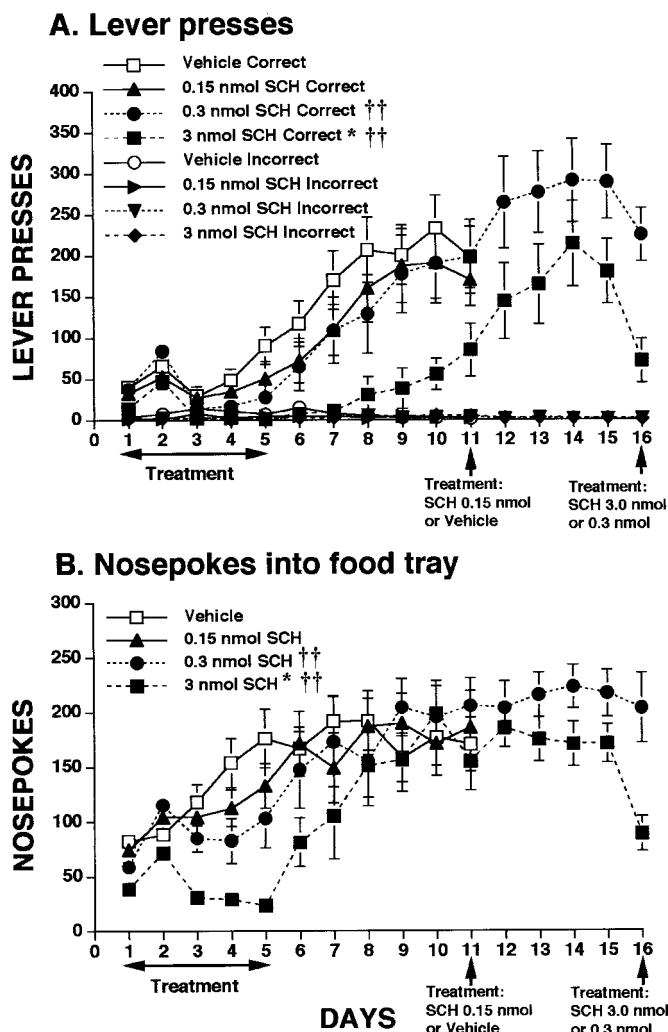 A. Lever presses
Vehicle Correct
0.15 nmol SCH Correct
0.3 nmol SCH Correct ††
3 nmol SCH Correct * ††
Vehicle Incorrect
0.15 nmol SCH Incorrect
0.3 nmol SCH Incorrect
3 nmol SCH Incorrect
LEVER PRESSES
400
350
300
250
200
150
100
50
0
0 1 2 3 4 5 6 7 8 9 10 11 12 13 14 15 16
Treatment
Treatment:
SCH 0.15 nmol
or Vehicle
Treatment:
SCH 3.0 nmol
or 0.3 nmol
B. Nosepokes into food tray
Vehicle
0.15 nmol SCH
0.3 nmol SCH ††
3 nmol SCH * ††
NOSEPOKES
300
250
200
150
100
50
0
0 1 2 3 4 5 6 7 8 9 10 11 12 13 14 15 16
Treatment
DAYS
Treatment:
SCH 0.15 nmol
or Vehicle
Treatment:
SCH 3.0 nmol
or 0.3 nmol